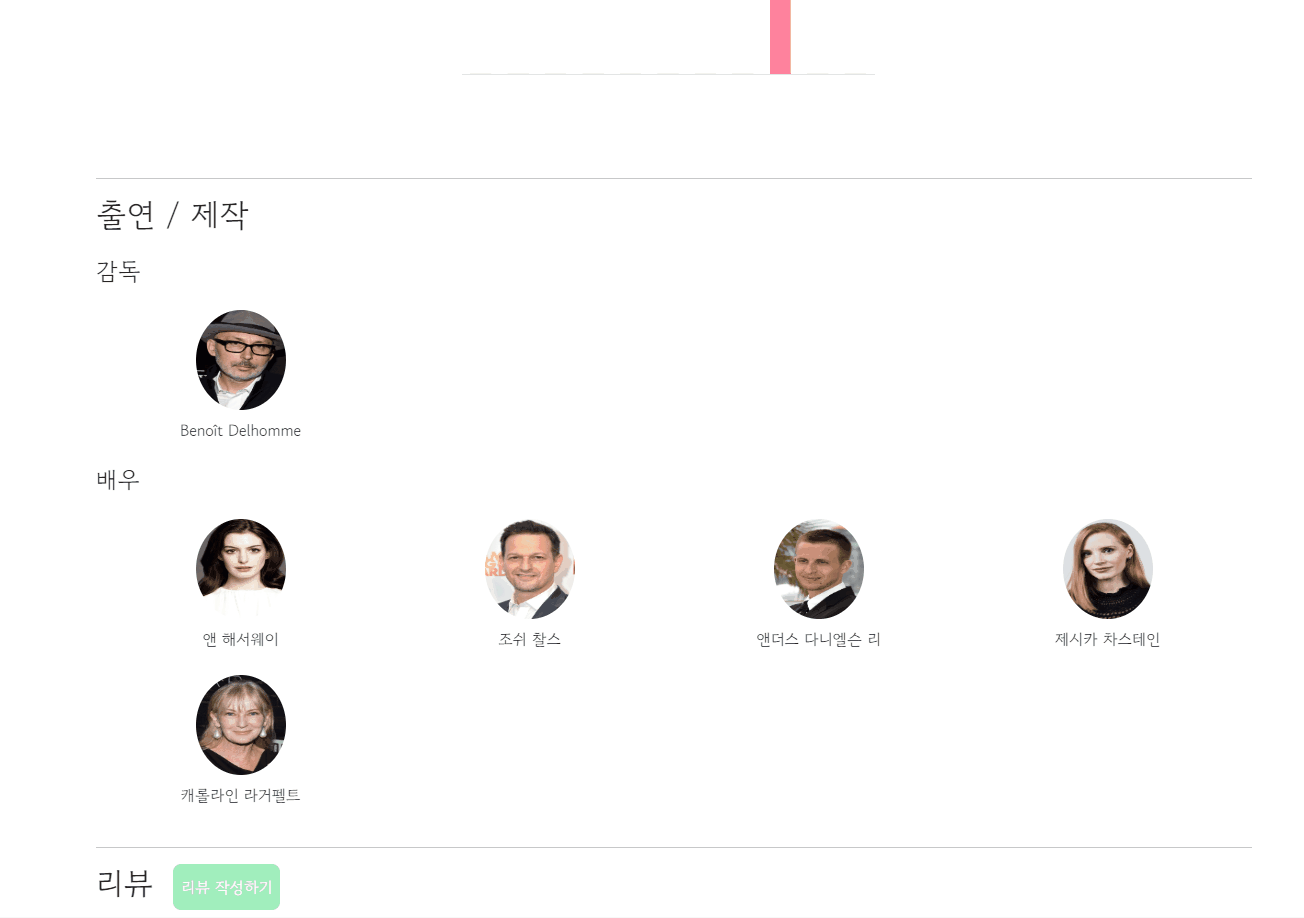 출연 / 제작
감독
Benoît Delhomme
배우
앤 해서웨이
조쉬 찰스
앤더스 다니엘슨 리
제시카 차스테인
캐롤라인 라거펠트
리뷰
리뷰 작성하기